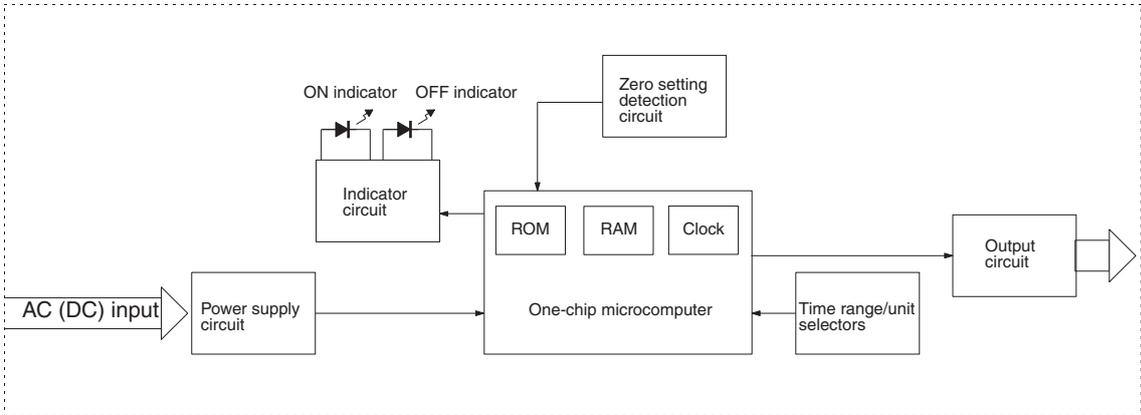 Zero setting
detection
circuit
ON indicator
OFF indicator
Indicator
circuit
ROM
RAM
Clock
One-chip microcomputer
Output
circuit
AC (DC) input
Power supply
circuit
Time range/unit
selectors